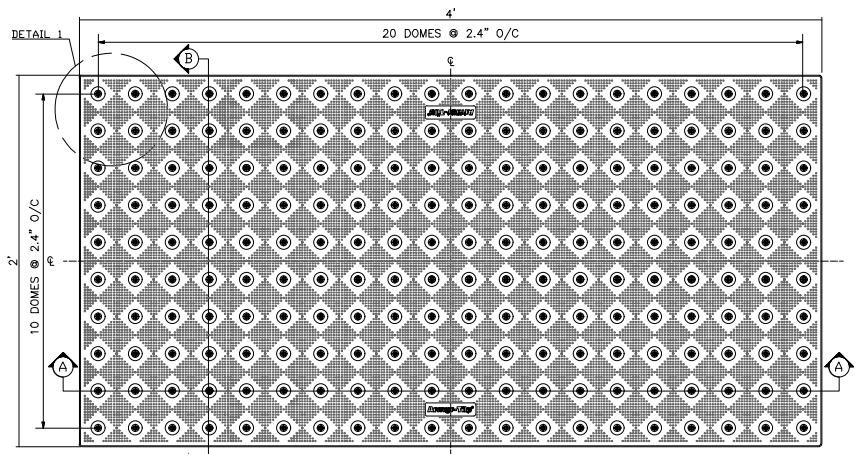 4'
DETAIL 1
20 DOMES @ 2.4" O/C
B
℄
2'
10 DOMES @ 2.4" O/C
℄
A
A